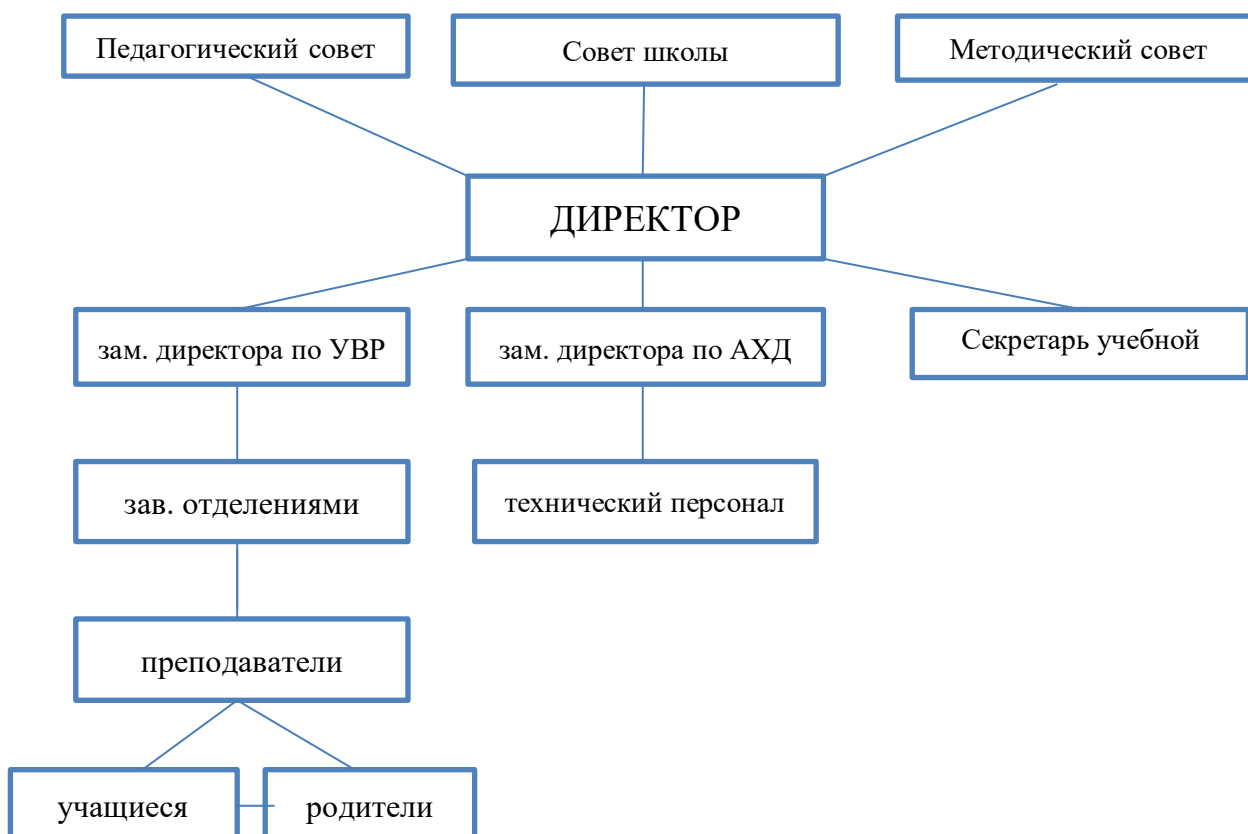 Педагогический совет
Совет школы
Методический совет
ДИРЕКТОР
зам. директора по УВР
зам. директора по АХД
Секретарь учебной
зав. отделениями
технический персонал
преподаватели
учащиеся
родители